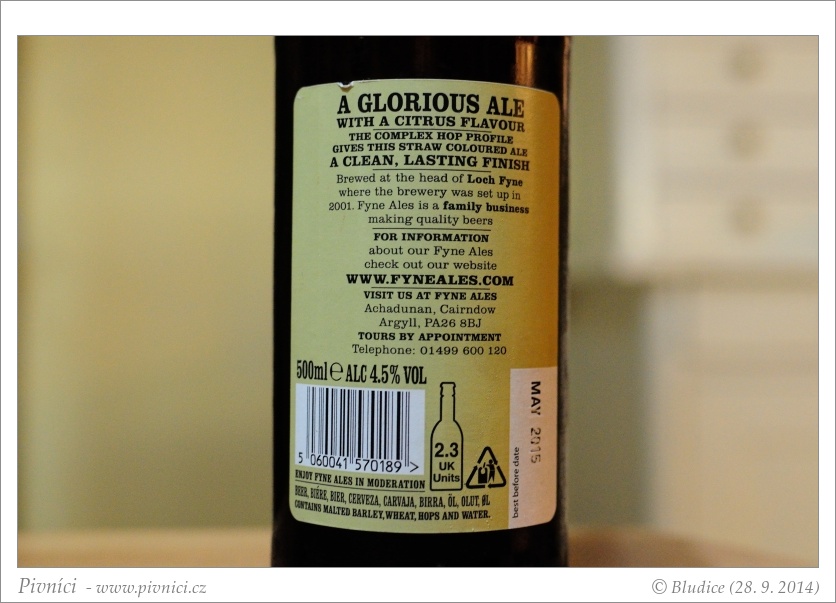 A GLORIOUS ALE
WITH A CITRUS FLAVOUR
THE COMPLEX HOP PROFILE
GIVES THIS STRAW COLOURED ALE
A CLEAN, LASTING FINISH
Brewed at the head of Loch Fyne
where the brewery was set up in
2001. Fyne Ales is a family business
making quality beers
FOR INFORMATION
about our Fyne Ales
check out our website
WWW.FYNEALES.COM
VISIT US AT FYNE ALES
Achadunan, Cairndow
Argyll, PA26 8BJ
TOURS BY APPOINTMENT
Telephone: 01499 600 120
500ml ℮ ALC 4.5% VOL
5 060041 570189 >
2.3
UK
Units
best before date
MAY 2015
ENJOY FYNE ALES IN MODERATION
BEER, BIÉRE, BIER, CERVEZA, CARVAJA, BIRRA, ÖL, OLUT, ØL
CONTAINS MALTED BARLEY, WHEAT, HOPS AND WATER.
Pivníci - www.pivnici.cz
© Bludice (28. 9. 2014)